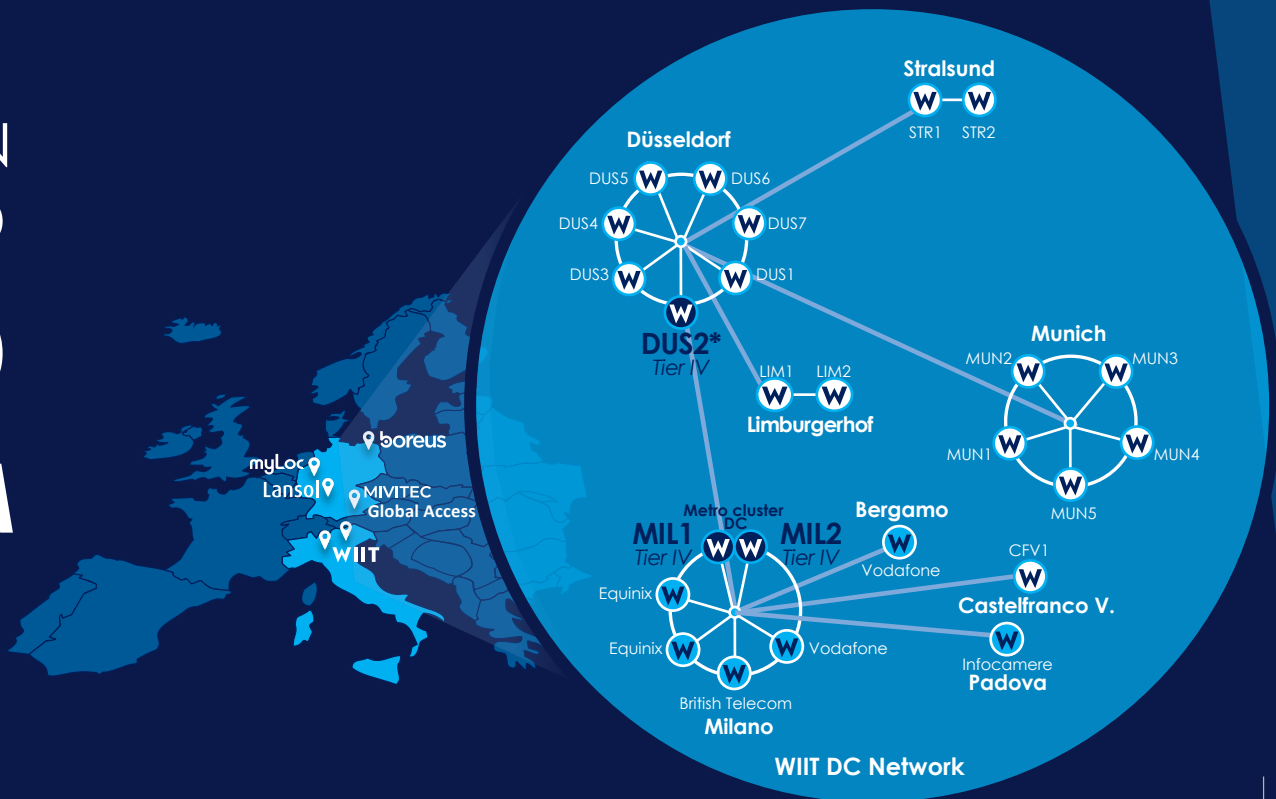 Stralsund
STR1
STR2
Düsseldorf
DUS5
DUS6
DUS4
DUS7
DUS3
DUS1
DUS2*
Tier IV
Munich
MUN2
MUN3
MUN1
MUN4
MUN5
LIM1
LIM2
Limburgerhof
boreus
myLoc
Lansol
MIVITEC
Global Access
WIIT
Metro cluster
DC
MIL1
Tier IV
MIL2
Tier IV
Bergamo
Vodafone
CFV1
Castelfranco V.
Infocamere
Padova
Equinix
Equinix
Vodafone
British Telecom
Milano
WIIT DC Network